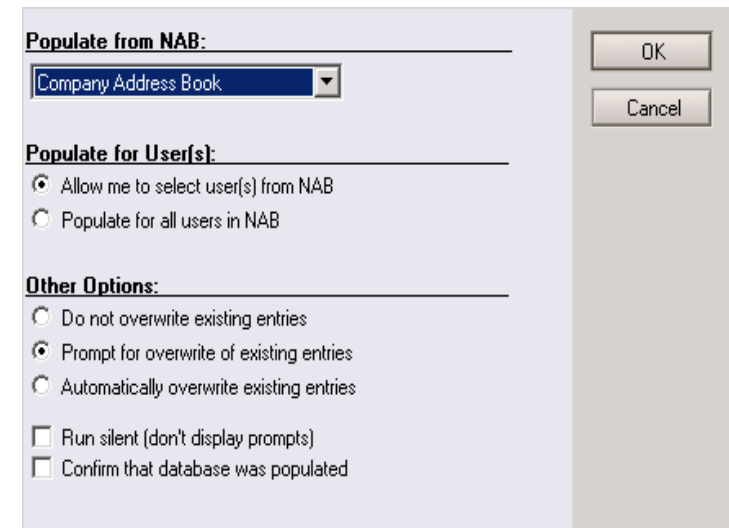 Populate from NAB:
OK
Company Address Book
Cancel
Populate for User(s):
Allow me to select user(s) from NAB
Populate for all users in NAB
Other Options:
Do not overwrite existing entries
Prompt for overwrite of existing entries
Automatically overwrite existing entries
Run silent (don't display prompts)
Confirm that database was populated